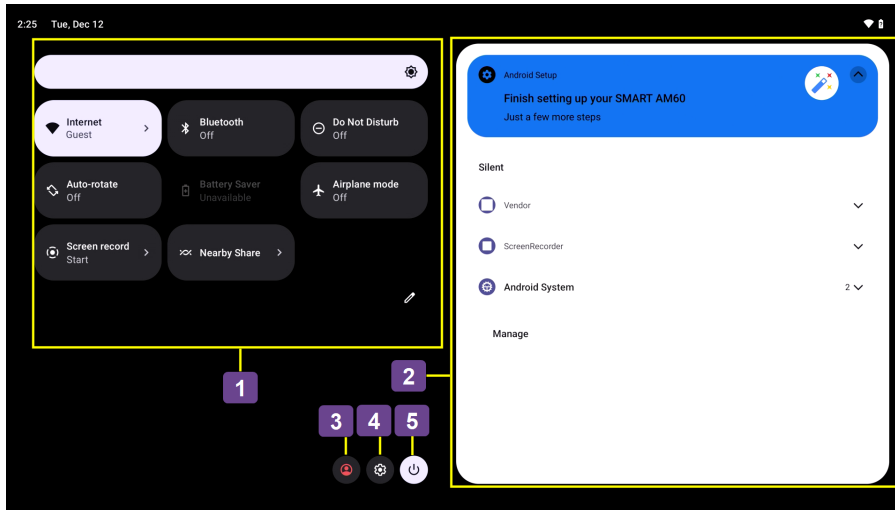 2:25 Tue, Dec 12
Internet
Guest
Bluetooth
Off
Do Not Disturb
Off
Auto-rotate
Off
Battery Saver
Unavailable
Airplane mode
Off
Screen record
Start
Nearby Share
1
2
3 4 5
Android Setup
Finish setting up your SMART AM60
Just a few more steps
Silent
Vendor
ScreenRecorder
Android System
2
Manage